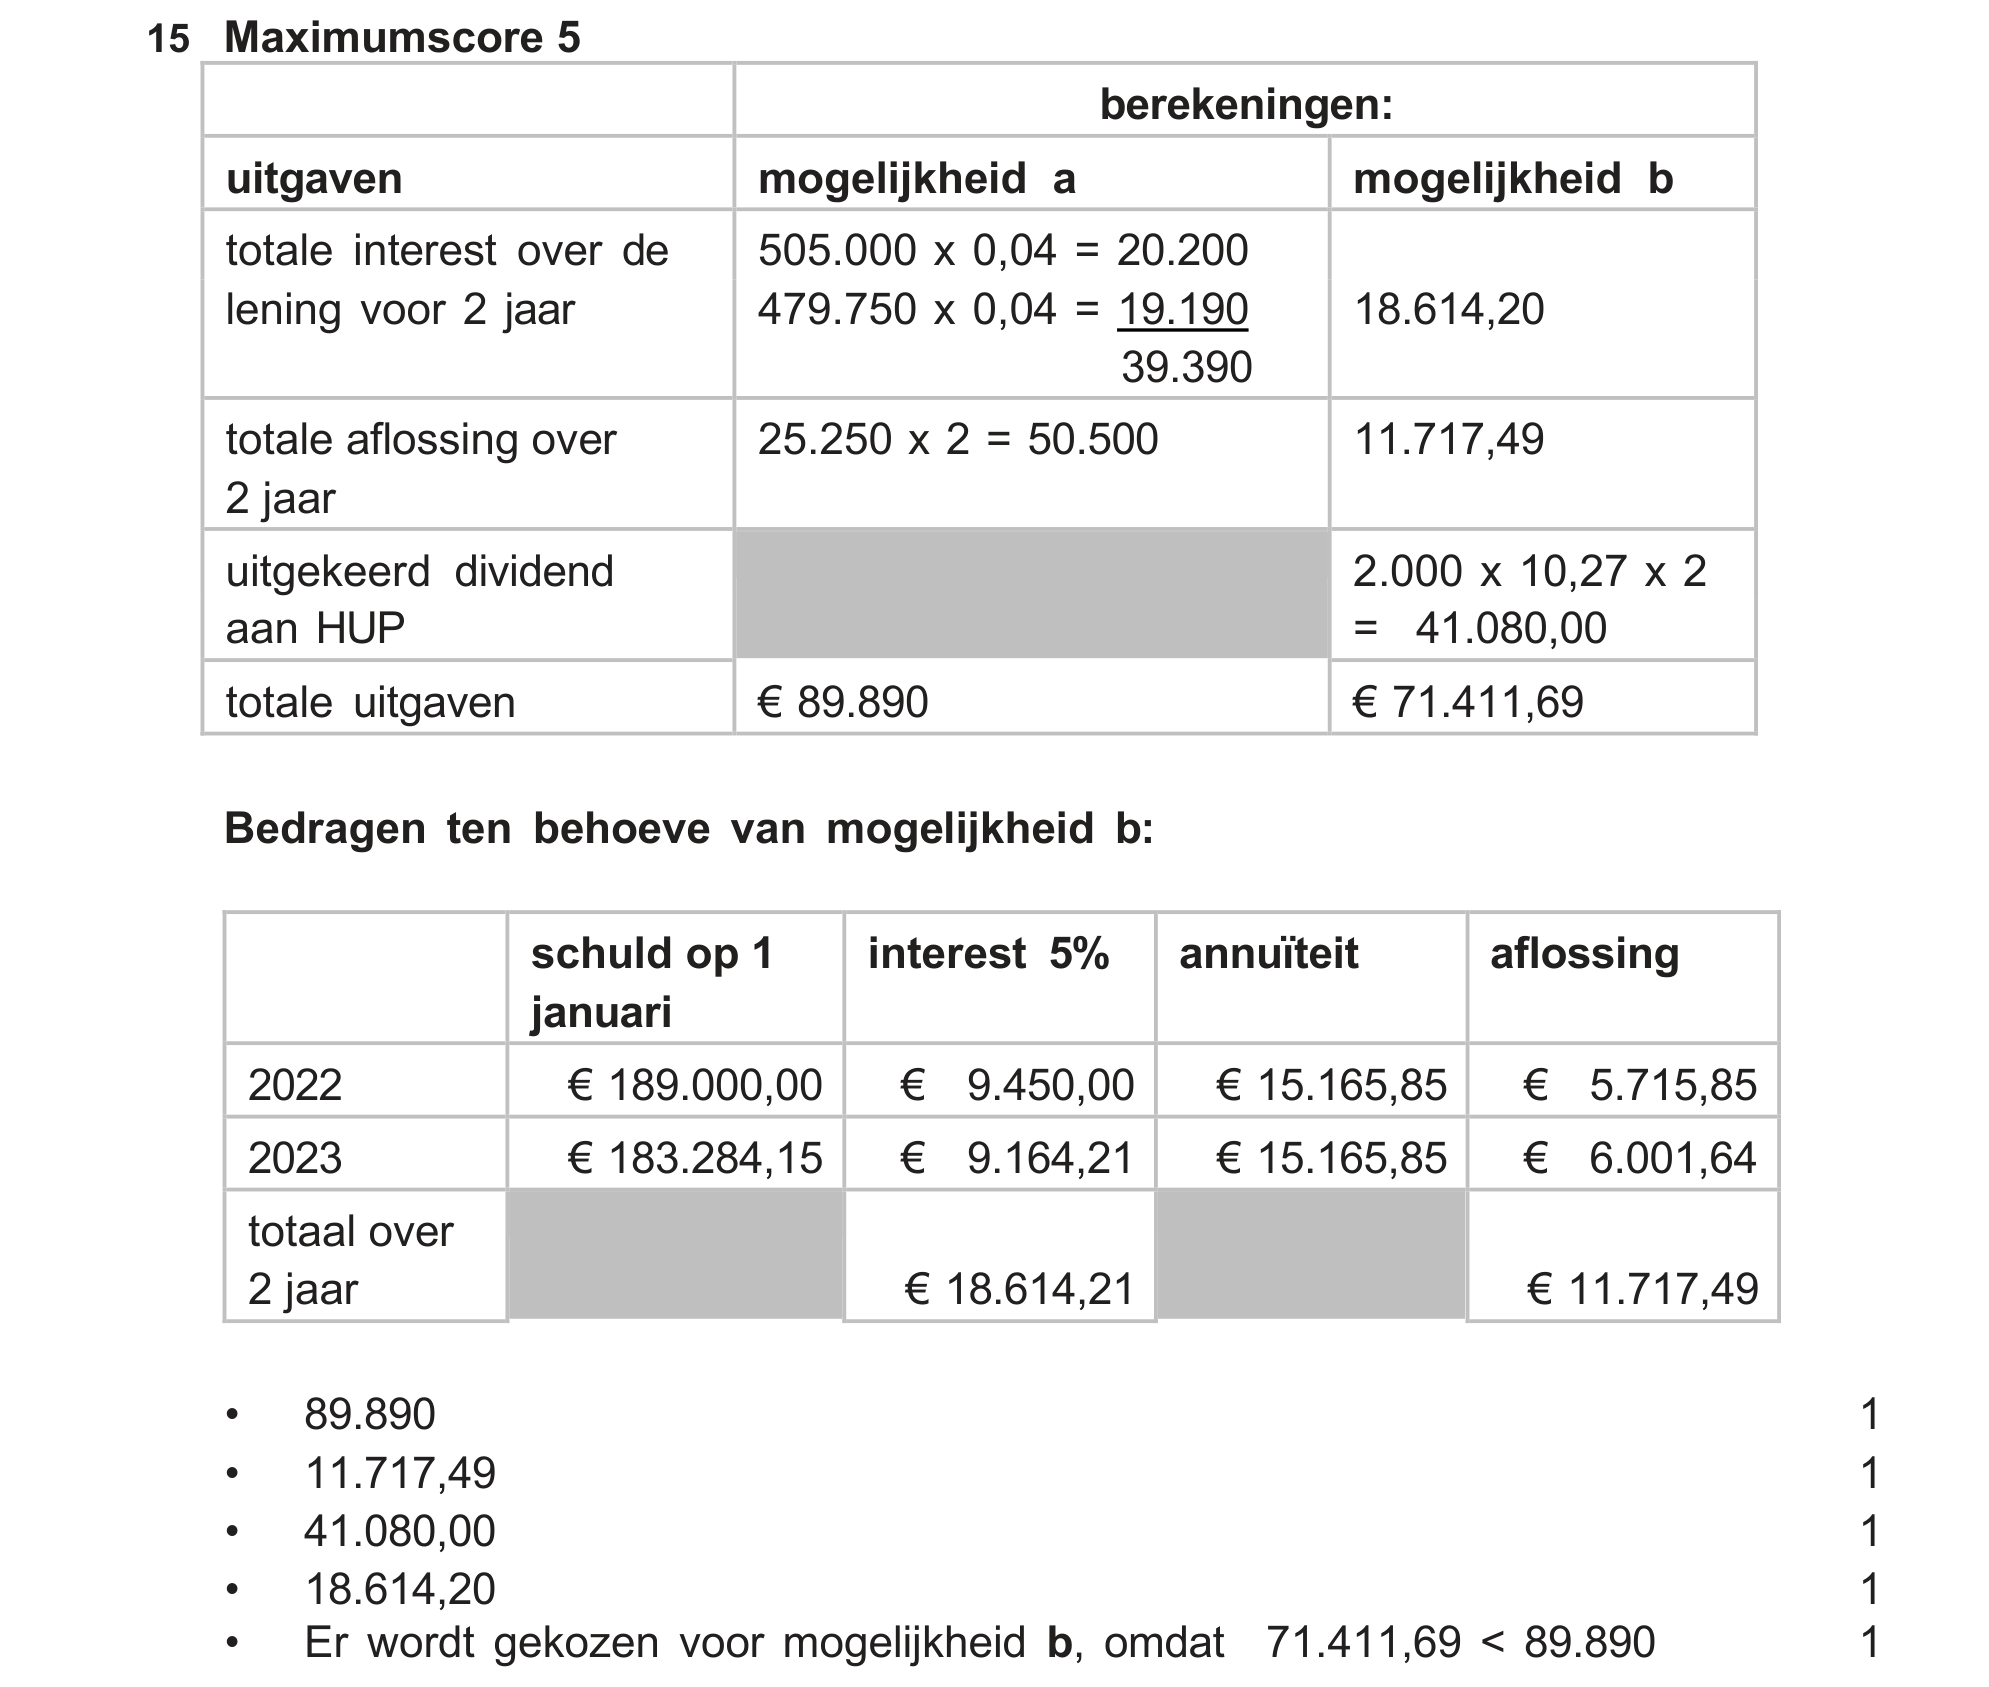 15 Maximumscore 5
berekeningen:
uitgaven mogelijkheid a mogelijkheid b
totale interest over de 505.000 x 0,04 = 20.200
lening voor 2 jaar 479.750 x 0,04 = 19.190 18.614,20
39.390
totale aflossing over 25.250 x 2 = 50.500 11.717,49
2 jaar
uitgekeerd dividend 2.000 x 10,27 x 2
aan HUP = 41.080,00
totale uitgaven € 89.890 € 71.411,69
Bedragen ten behoeve van mogelijkheid b:
schuld op 1 interest 5% annuïteit aflossing
januari
2022 € 189.000,00 € 9.450,00 € 15.165,85 € 5.715,85
2023 € 183.284,15 € 9.164,21 € 15.165,85 € 6.001,64
totaal over
2 jaar € 18.614,21 € 11.717,49
• 89.890 1
• 11.717,49 1
• 41.080,00 1
• 18.614,20 1
• Er wordt gekozen voor mogelijkheid b, omdat 71.411,69 < 89.890 1